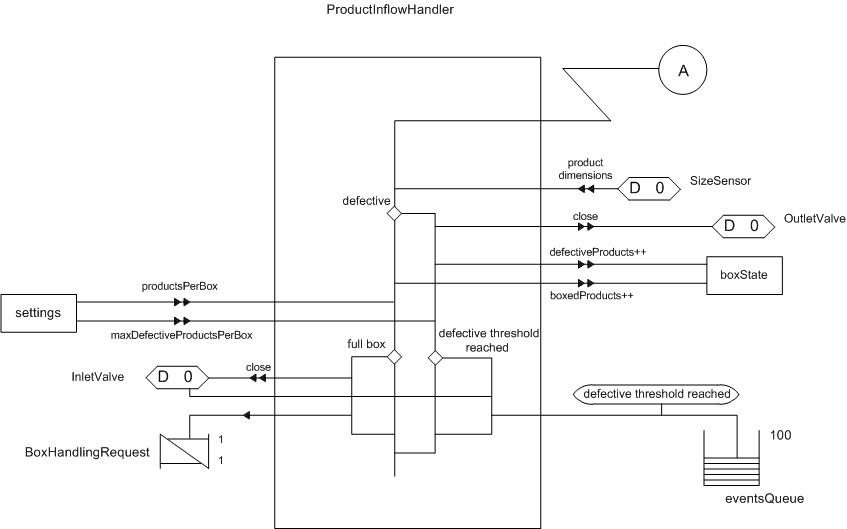 ProductInflowHandler
A
product
dimensions
D 0
SizeSensor
defective
close
D 0
OutletValve
defectiveProducts++
boxState
productsPerBox
boxedProducts++
settings
maxDefectiveProductsPerBox
defective threshold
reached
full box
InletValve
D 0
close
defective threshold reached
BoxHandlingRequest
1
1
100
eventsQueue